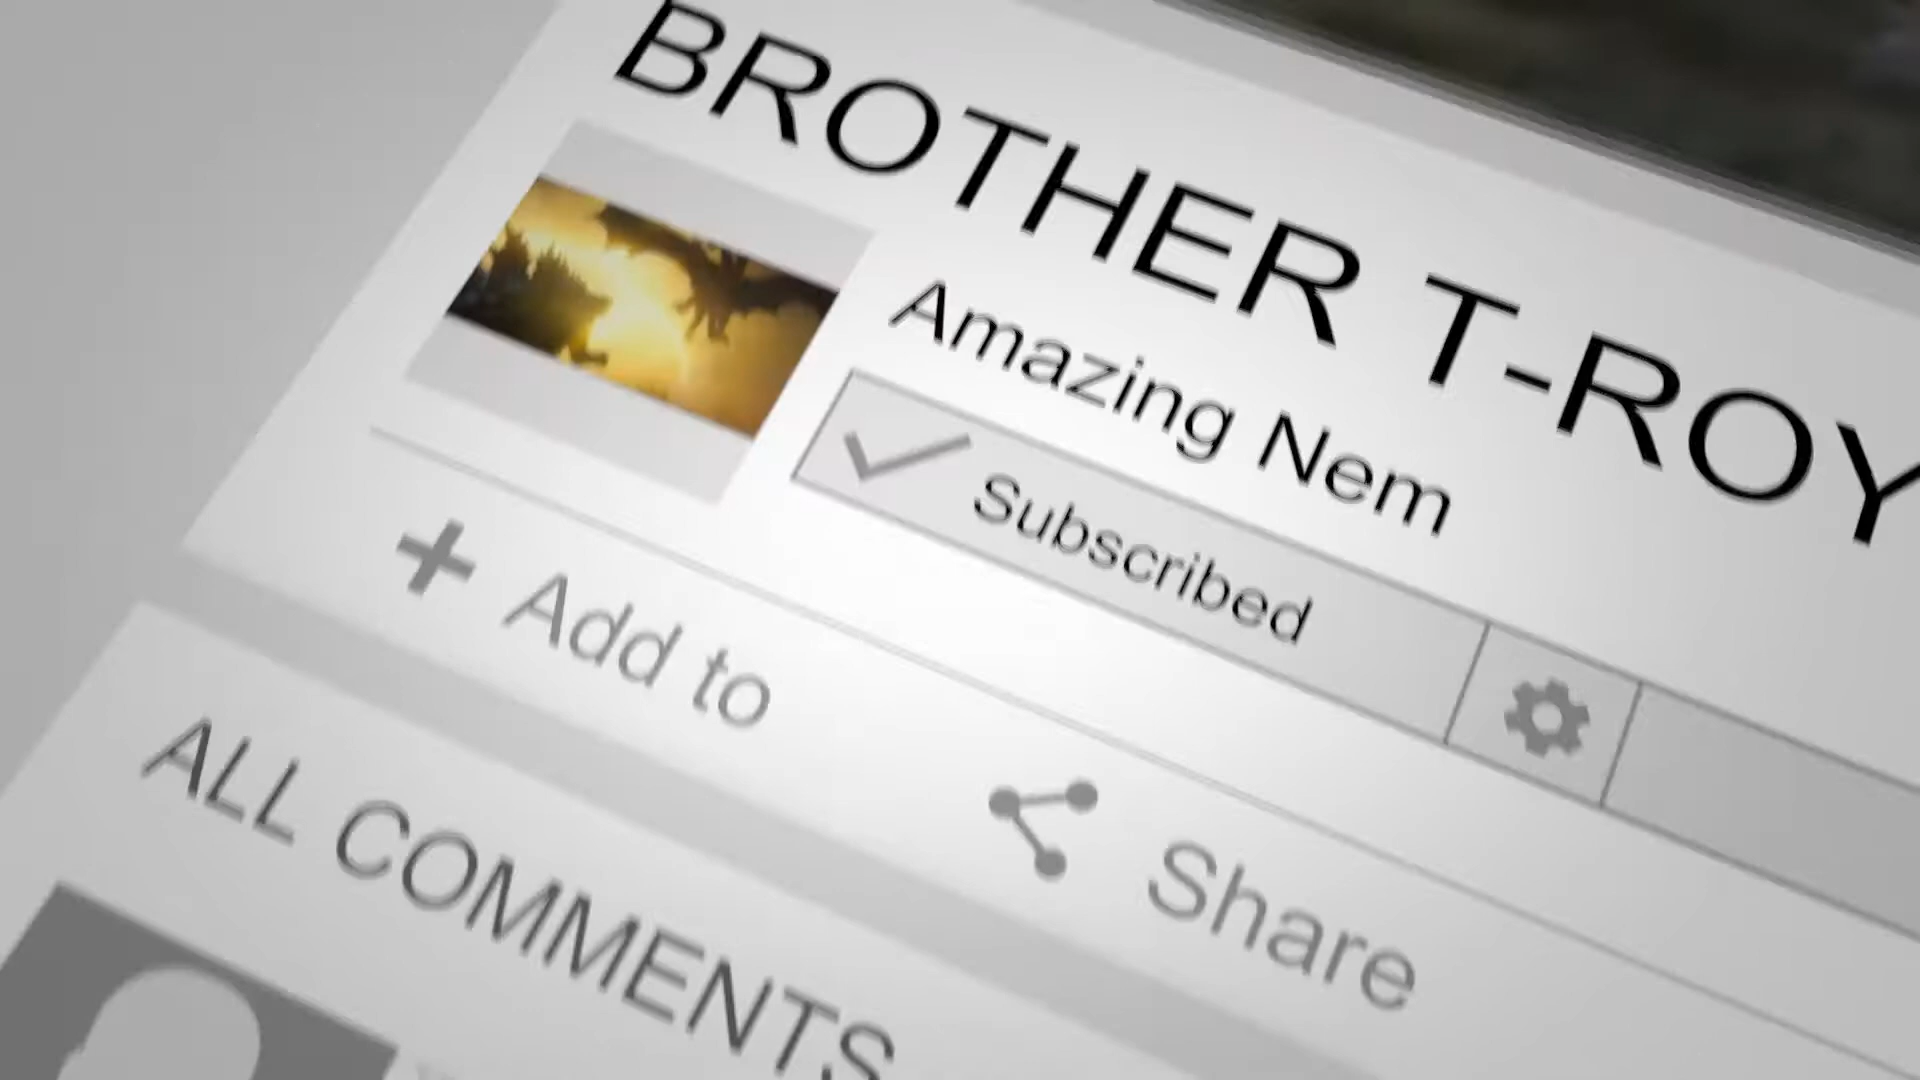 BROTHER T-ROY
Amazing Nem
Subscribed
Add to
Share
ALL COMMENTS